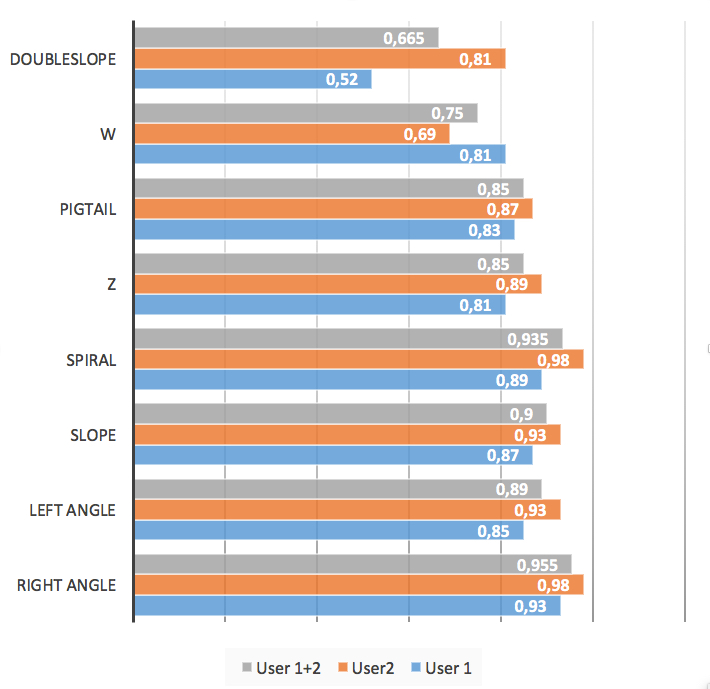 0,665
DOUBLESLOPE 0,81
0,52
0,75
W 0,69
0,81
0,85
PIGTAIL 0,87
0,83
0,85
Z 0,89
0,81
0,935
SPIRAL 0,98
0,89
0,9
SLOPE 0,93
0,87
0,89
LEFT ANGLE 0,93
0,85
0,955
RIGHT ANGLE 0,98
0,93
User 1+2 User2 User 1